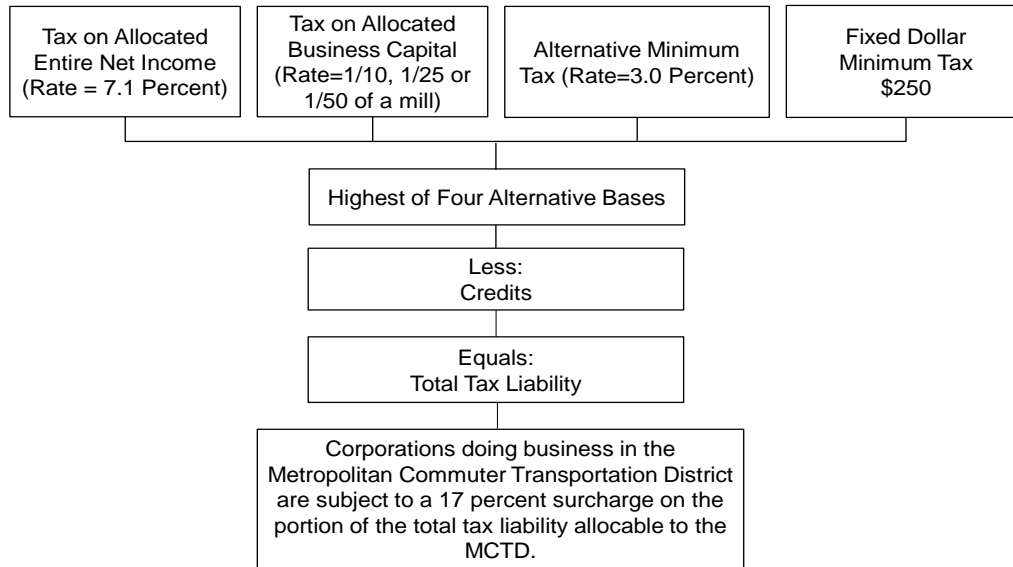 Tax on Allocated
Entire Net Income
(Rate = 7.1 Percent)
Tax on Allocated
Business Capital
(Rate=1/10, 1/25 or
1/50 of a mill)
Alternative Minimum
Tax (Rate=3.0 Percent)
Fixed Dollar
Minimum Tax
$250
Highest of Four Alternative Bases
Less:
Credits
Equals:
Total Tax Liability
Corporations doing business in the
Metropolitan Commuter Transportation District
are subject to a 17 percent surcharge on the
portion of the total tax liability allocable to the
MCTD.